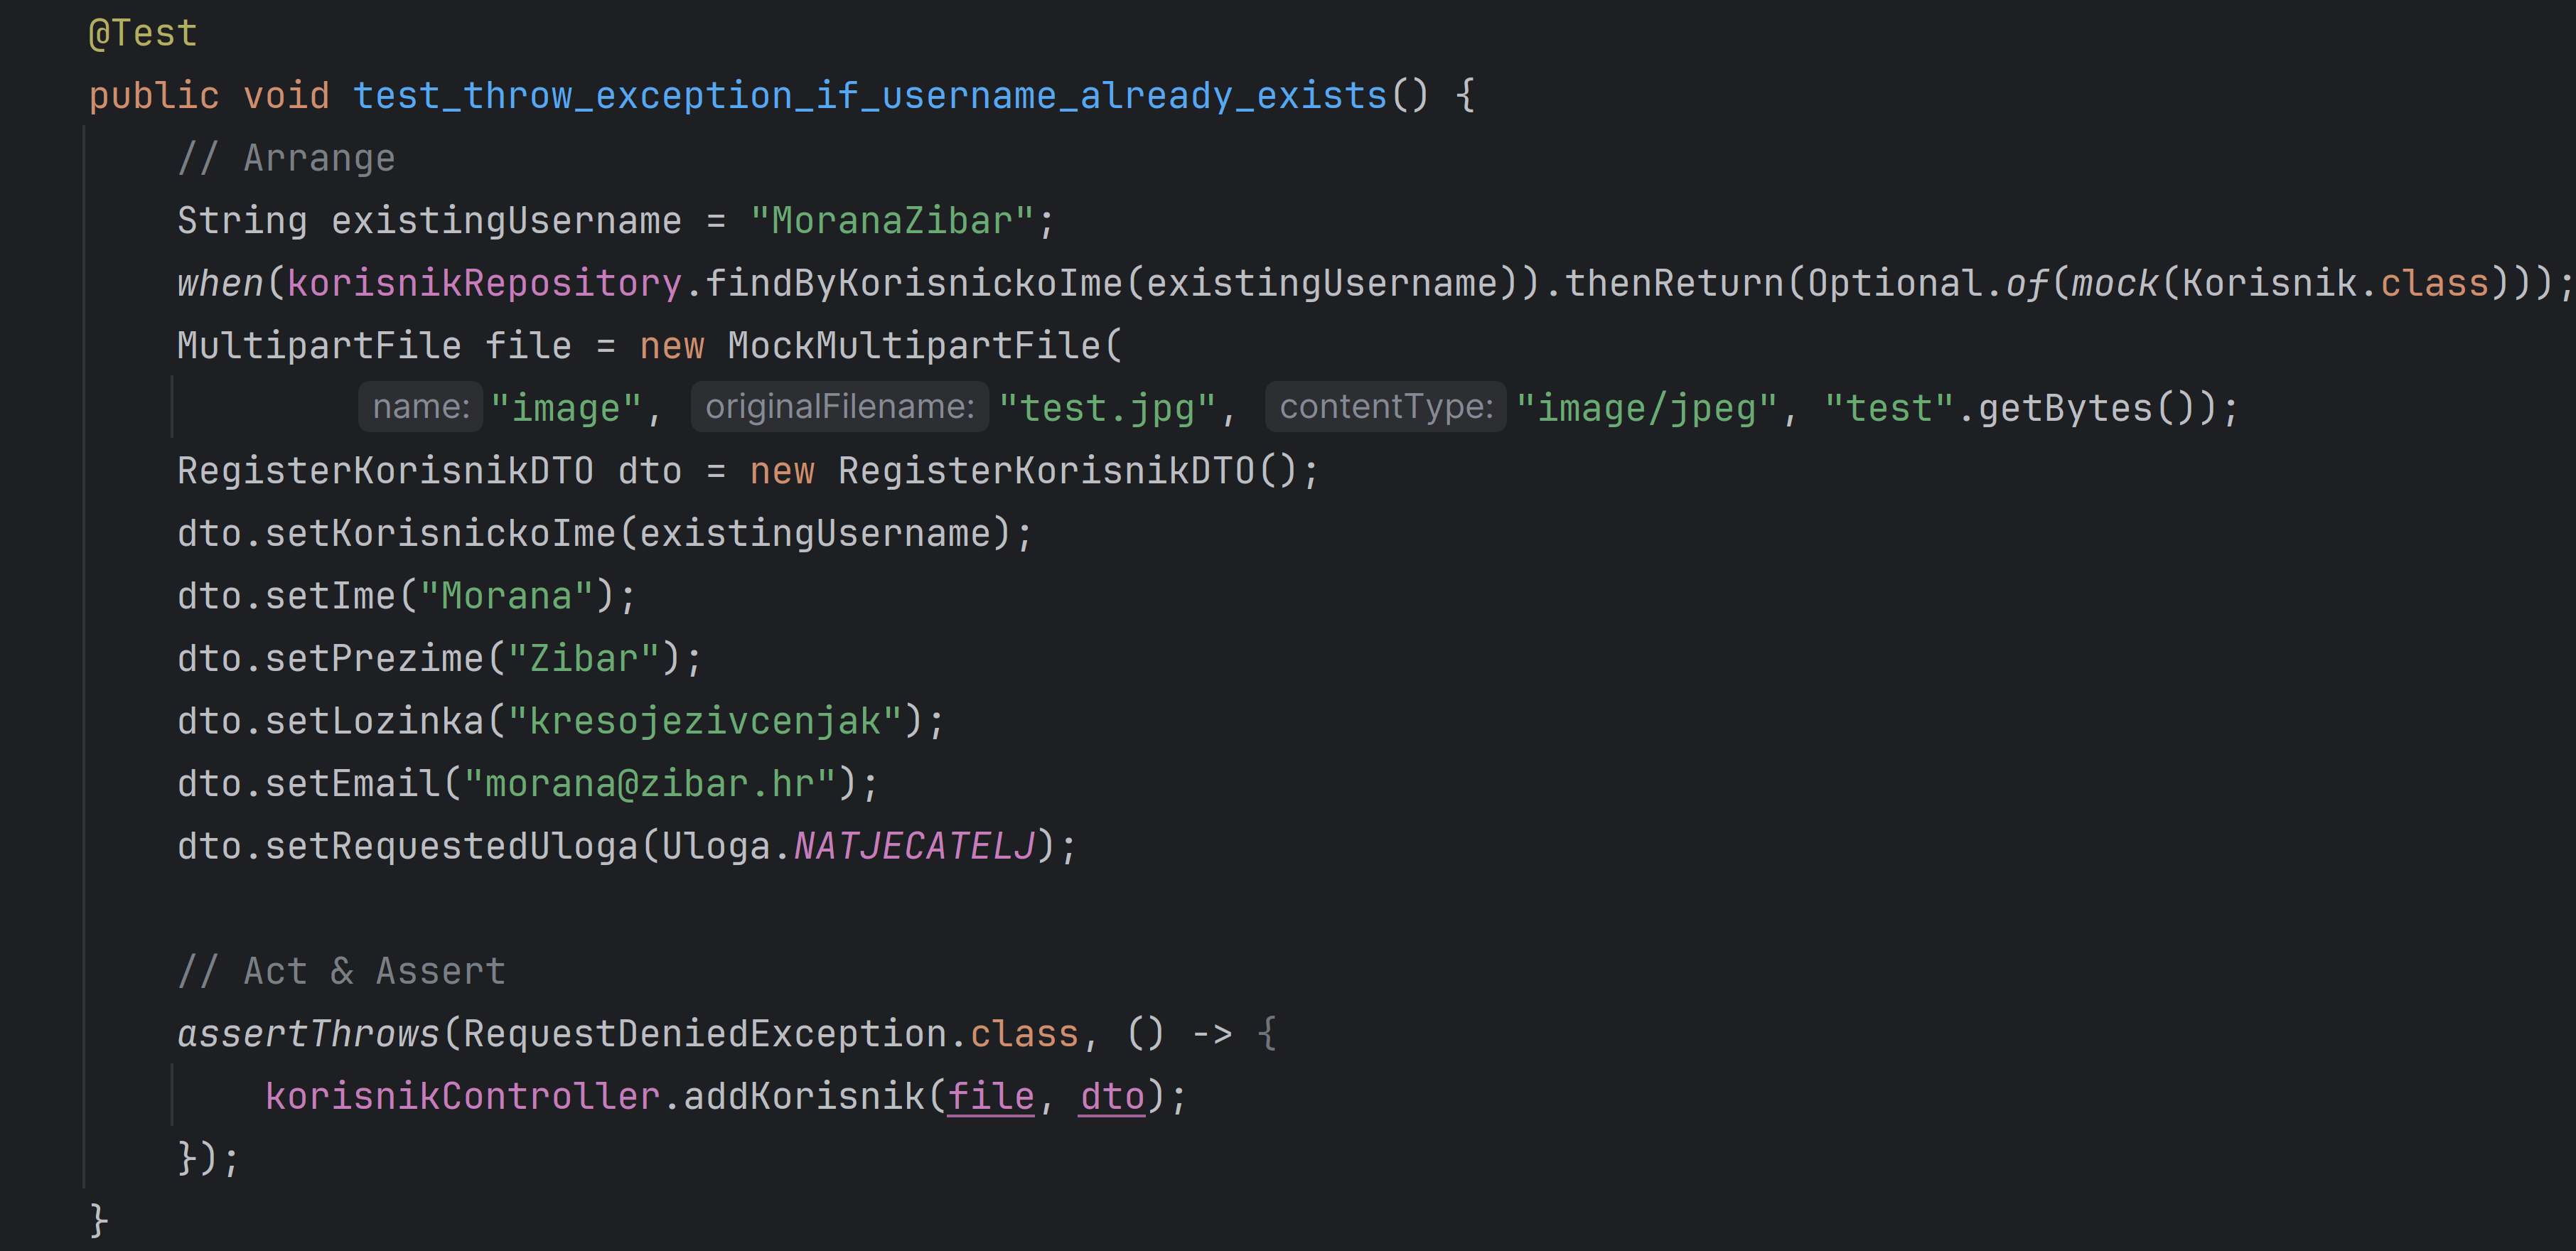 @Test
public void test_throw_exception_if_username_already_exists() {
// Arrange
String existingUsername = "MoranaZibar";
when(korisnikRepository.findByKorisnickoIme(existingUsername)).thenReturn(Optional.of(mock(Korisnik.class)));
MultipartFile file = new MockMultipartFile(
name: "image", originalFilename: "test.jpg", contentType: "image/jpeg", "test".getBytes());
RegisterKorisnikDTO dto = new RegisterKorisnikDTO();
dto.setKorisnickoIme(existingUsername);
dto.setIme("Morana");
dto.setPrezime("Zibar");
dto.setLozinka("kresojezivcenjak");
dto.setEmail("morana@zibar.hr");
dto.setRequestedUloga(Uloga.NATJECATELJ);
// Act & Assert
assertThrows(RequestDeniedException.class, () -> {
korisnikController.addKorisnik(file, dto);
});
}